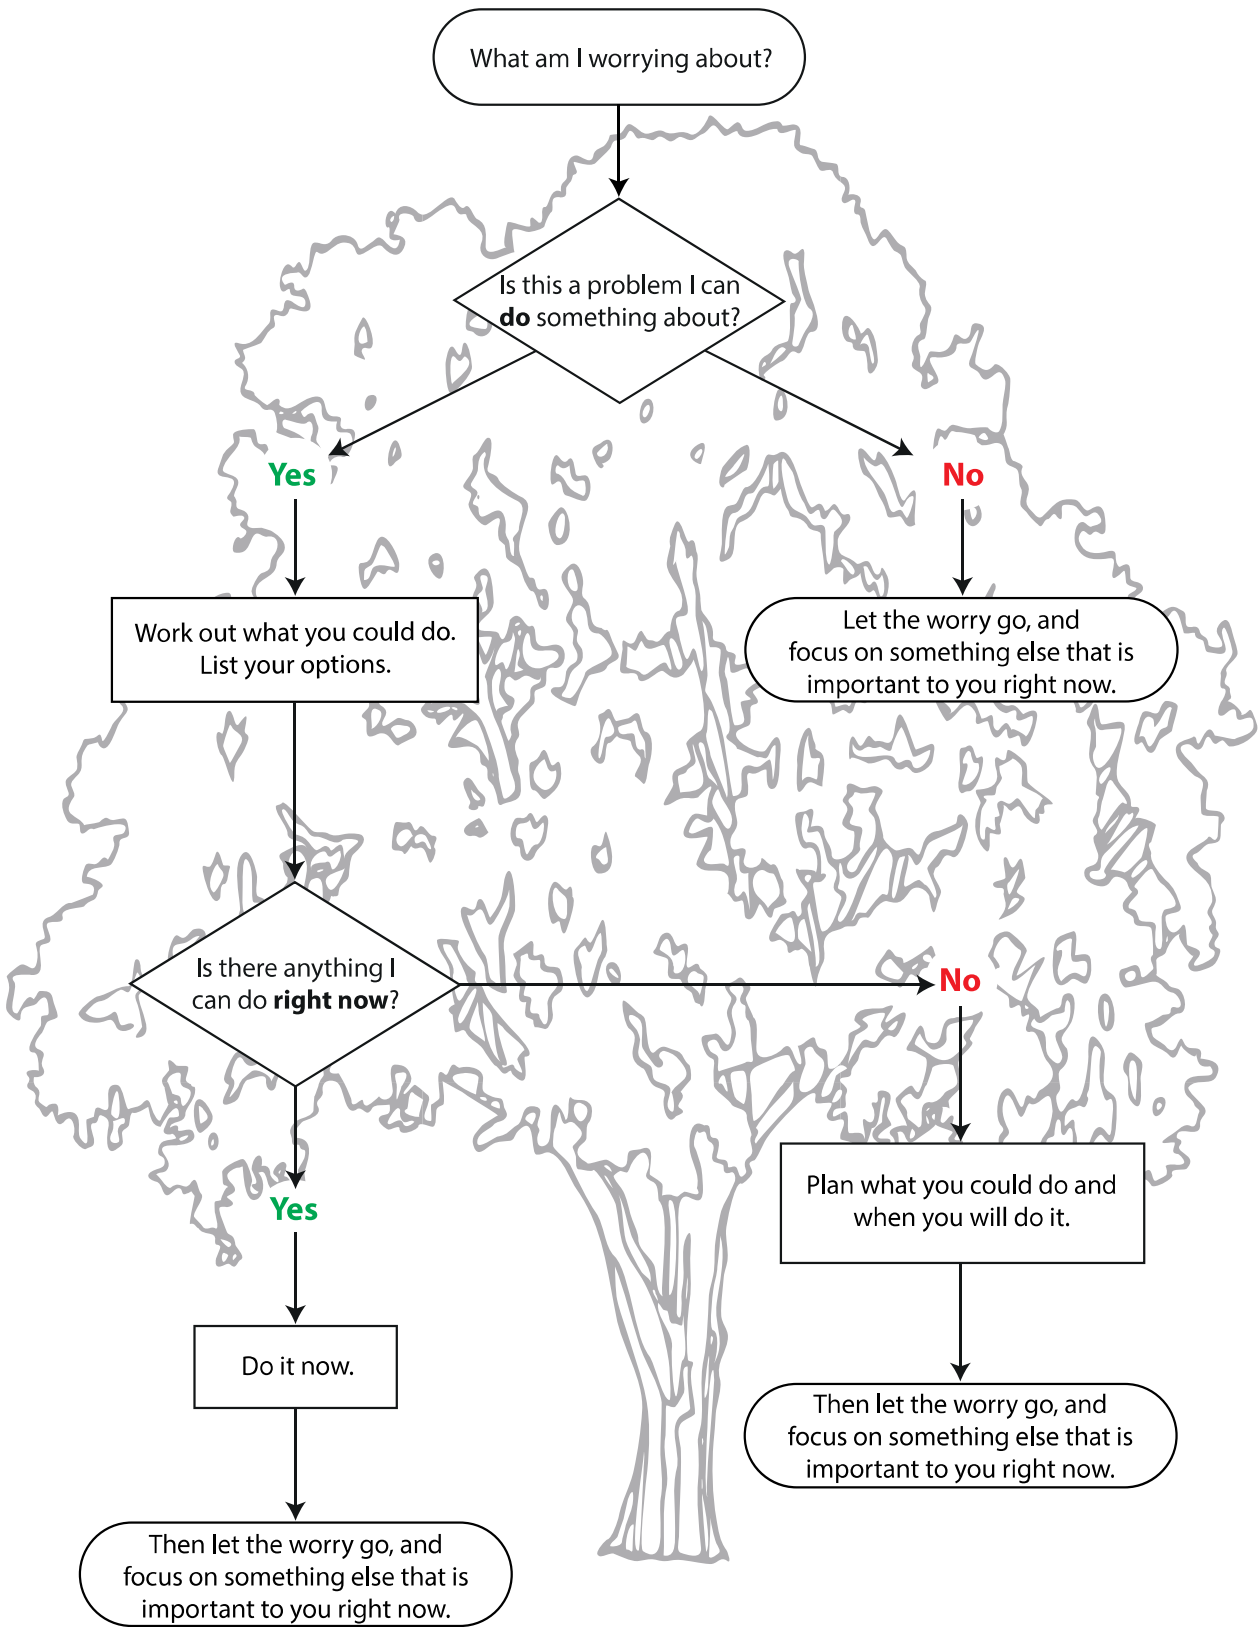 What am I worrying about?
Is this a problem I can
do something about?
Yes
No
Work out what you could do.
List your options.
Let the worry go, and
focus on something else that is
important to you right now.
Is there anything I
can do right now?
No
Yes
Plan what you could do and
when you will do it.
Do it now.
Then let the worry go, and
focus on something else that is
important to you right now.
Then let the worry go, and
focus on something else that is
important to you right now.